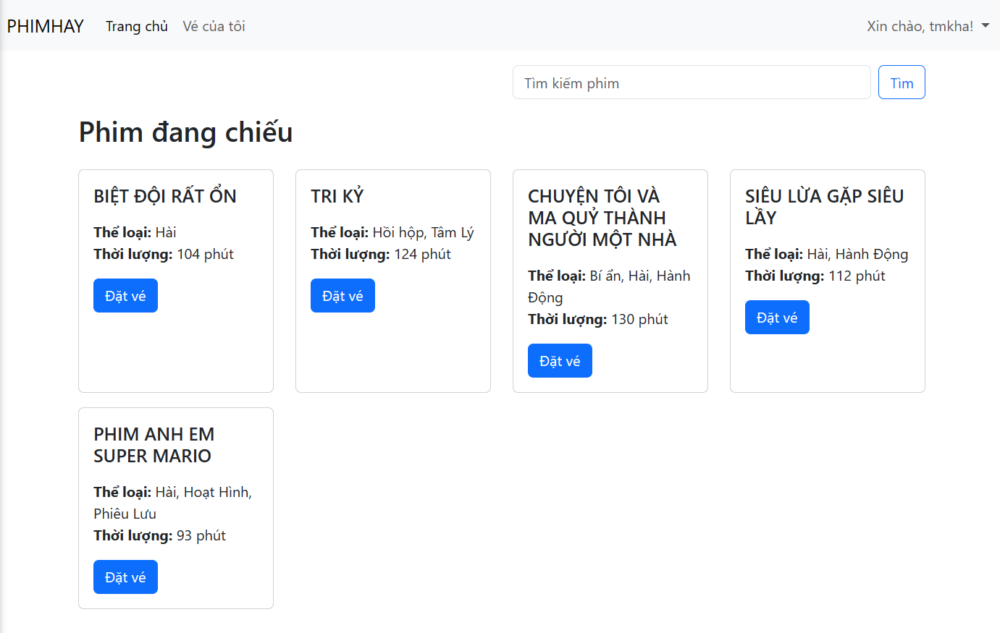 PHIMHAY Trang chủ Vé của tôi Xin chào, tmkha!
Tìm kiếm phim Tìm
Phim đang chiếu
BIỆT ĐỘI RẤT ỔN
Thể loại: Hài
Thời lượng: 104 phút
Đặt vé
TRI KỶ
Thể loại: Hồi hộp, Tâm Lý
Thời lượng: 124 phút
Đặt vé
CHUYỆN TÔI VÀ
MA QUỶ THÀNH
NGƯỜI MỘT NHÀ
Thể loại: Bí ẩn, Hài, Hành
Động
Thời lượng: 130 phút
Đặt vé
SIÊU LỪA GẶP SIÊU
LẦY
Thể loại: Hài, Hành Động
Thời lượng: 112 phút
Đặt vé
PHIM ANH EM
SUPER MARIO
Thể loại: Hài, Hoạt Hình,
Phiêu Lưu
Thời lượng: 93 phút
Đặt vé